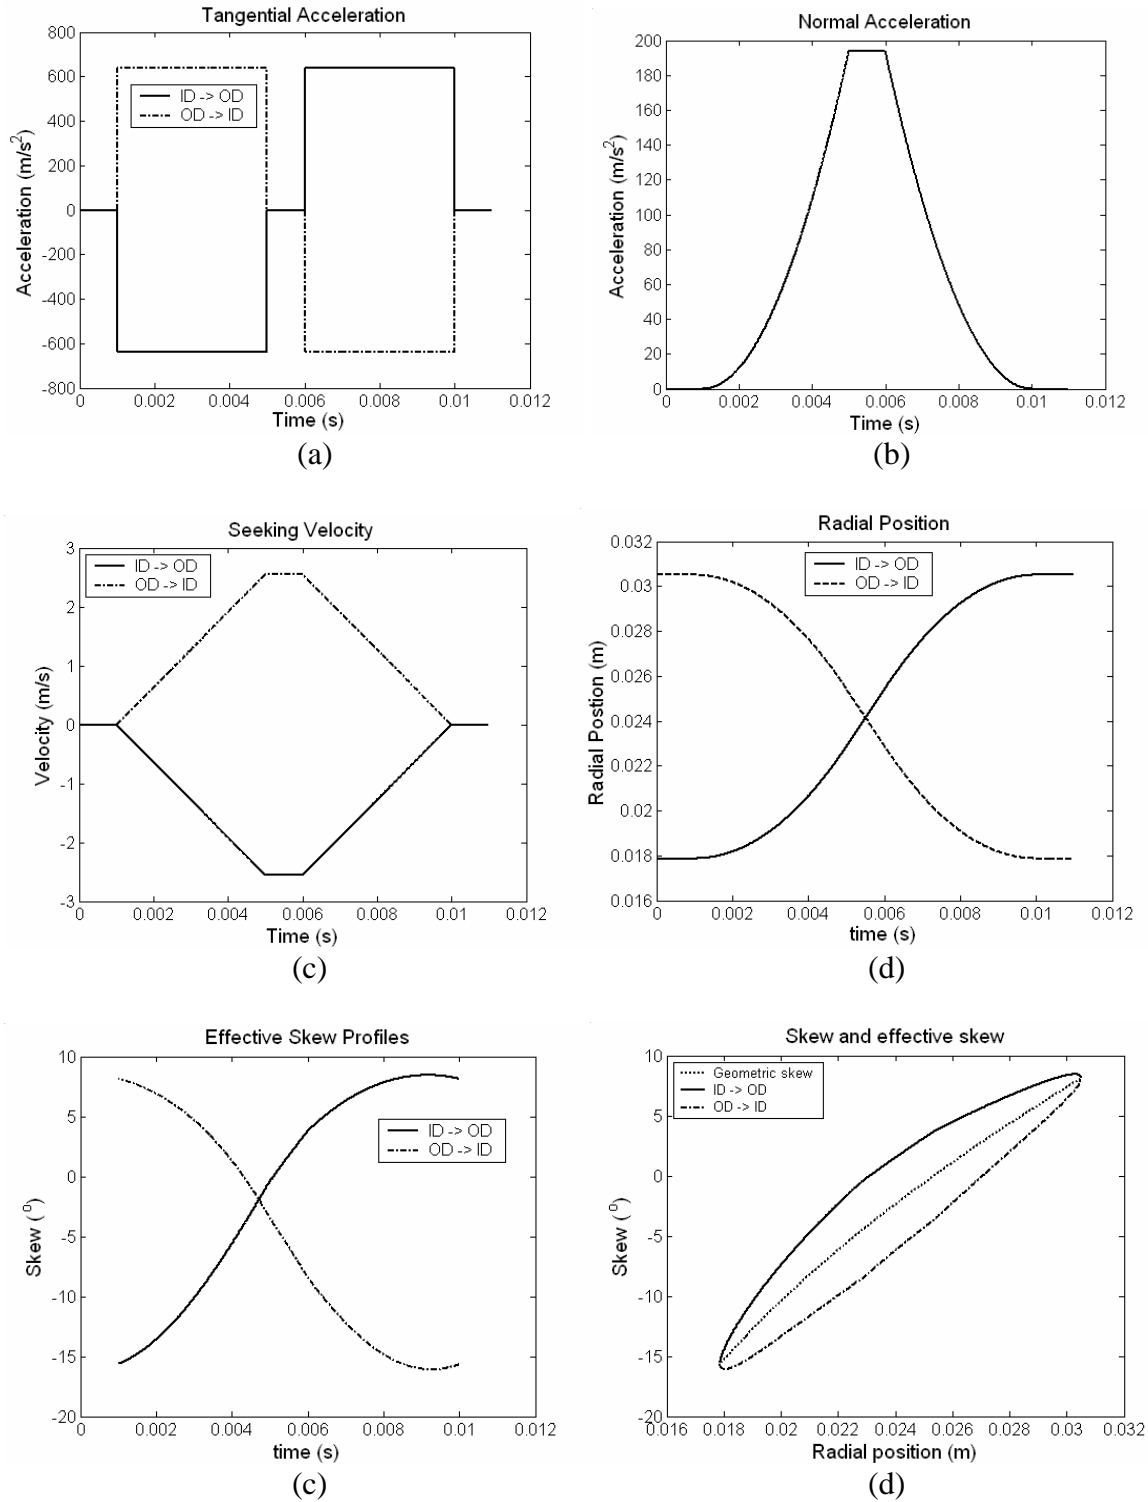 Tangential Acceleration
800
600
400
200
0
-200
-400
-600
-800
0 0.002 0.004 0.006 0.008 0.01 0.012
Acceleration (m/s²)
Time (s)
ID -> OD
OD -> ID
(a)
Normal Acceleration
200
180
160
140
120
100
80
60
40
20
0
0 0.002 0.004 0.006 0.008 0.01 0.012
Acceleration (m/s²)
Time (s)
(b)
Seeking Velocity
3
2
1
0
-1
-2
-3
0 0.002 0.004 0.006 0.008 0.01 0.012
Velocity (m/s)
Time (s)
ID -> OD
OD -> ID
(c)
Radial Position
0.032
0.03
0.028
0.026
0.024
0.022
0.02
0.018
0.016
0 0.002 0.004 0.006 0.008 0.01 0.012
Radial Postion (m)
time (s)
ID -> OD
OD -> ID
(d)
Effective Skew Profiles
10
5
0
-5
-10
-15
-20
0 0.002 0.004 0.006 0.008 0.01 0.012
Skew (⁰)
time (s)
ID -> OD
OD -> ID
(c)
Skew and effective skew
10
5
0
-5
-10
-15
-20
0.016 0.018 0.02 0.022 0.024 0.026 0.028 0.03 0.032
Skew (⁰)
Radial position (m)
Geometric skew
ID -> OD
OD -> ID
(d)